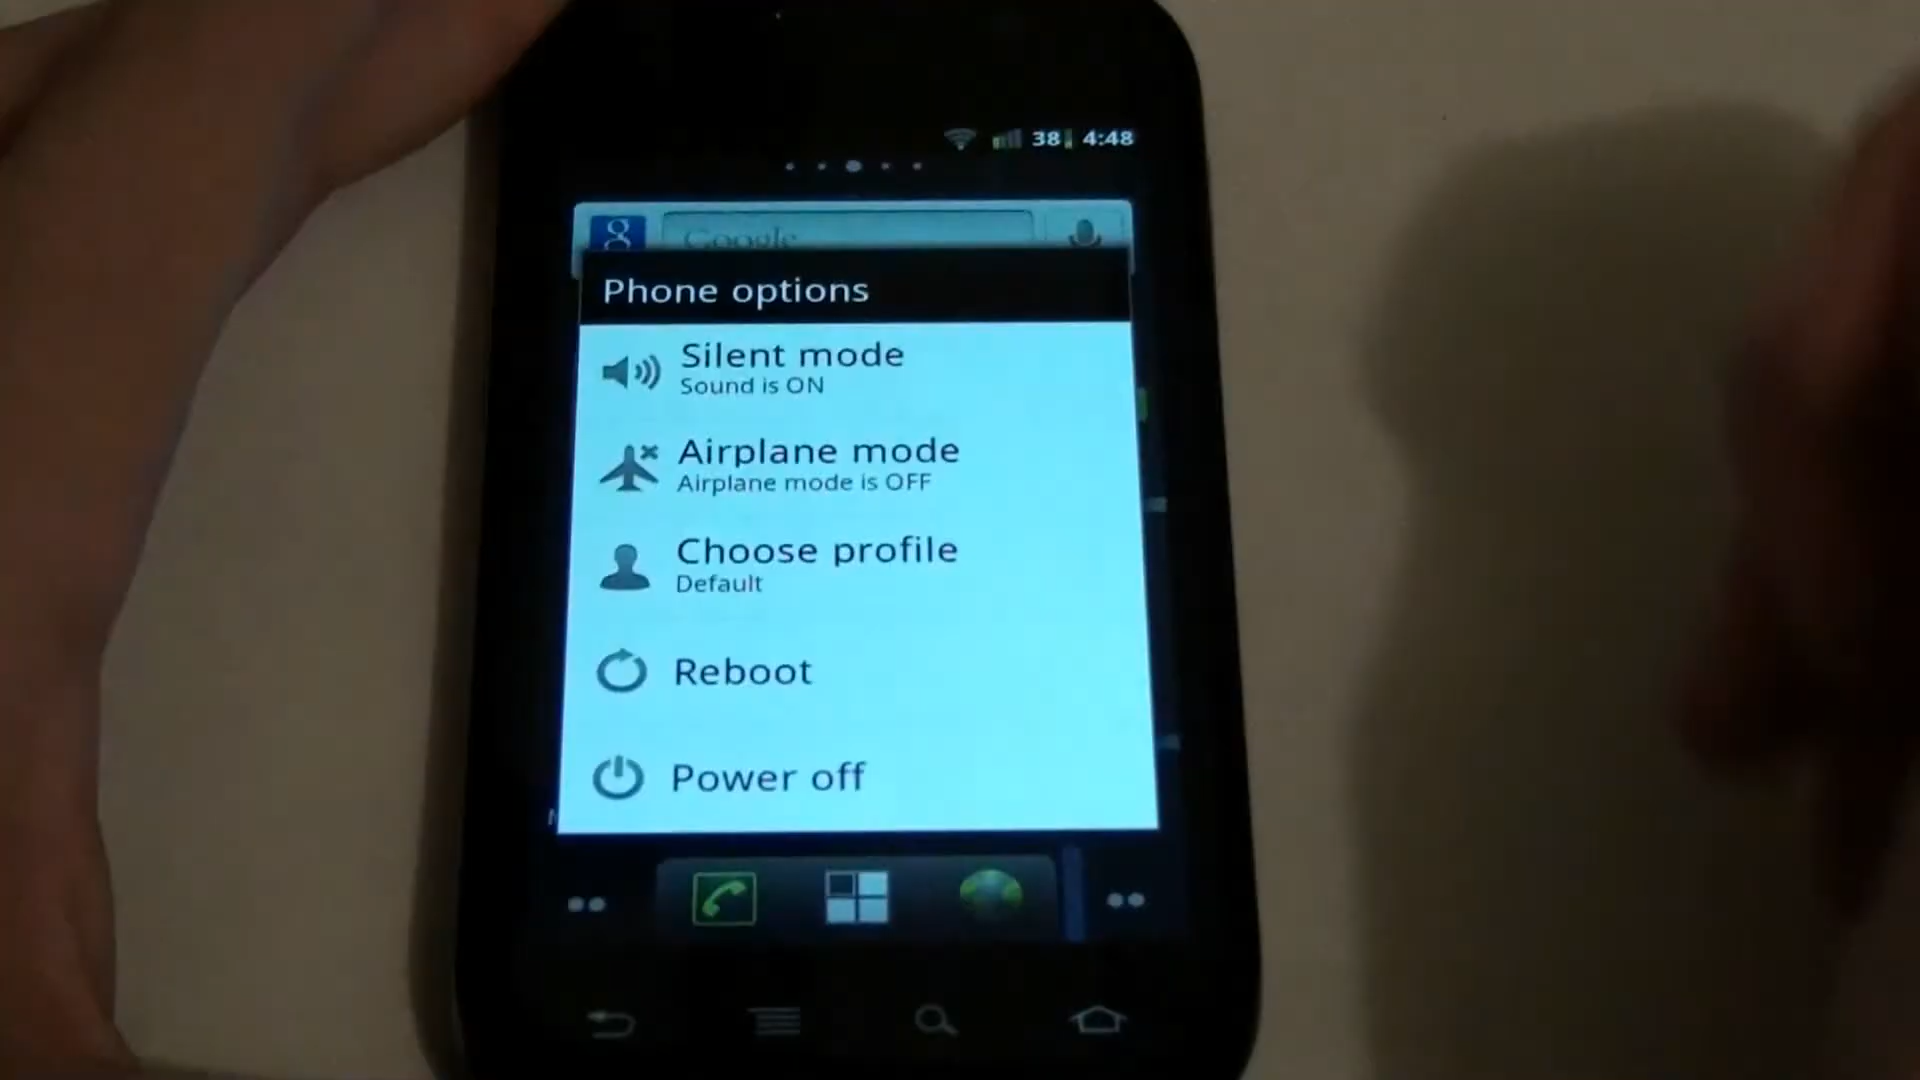 38 4:48
g Google
Phone options
Silent mode
Sound is ON
Airplane mode
Airplane mode is OFF
Choose profile
Default
Reboot
Power off